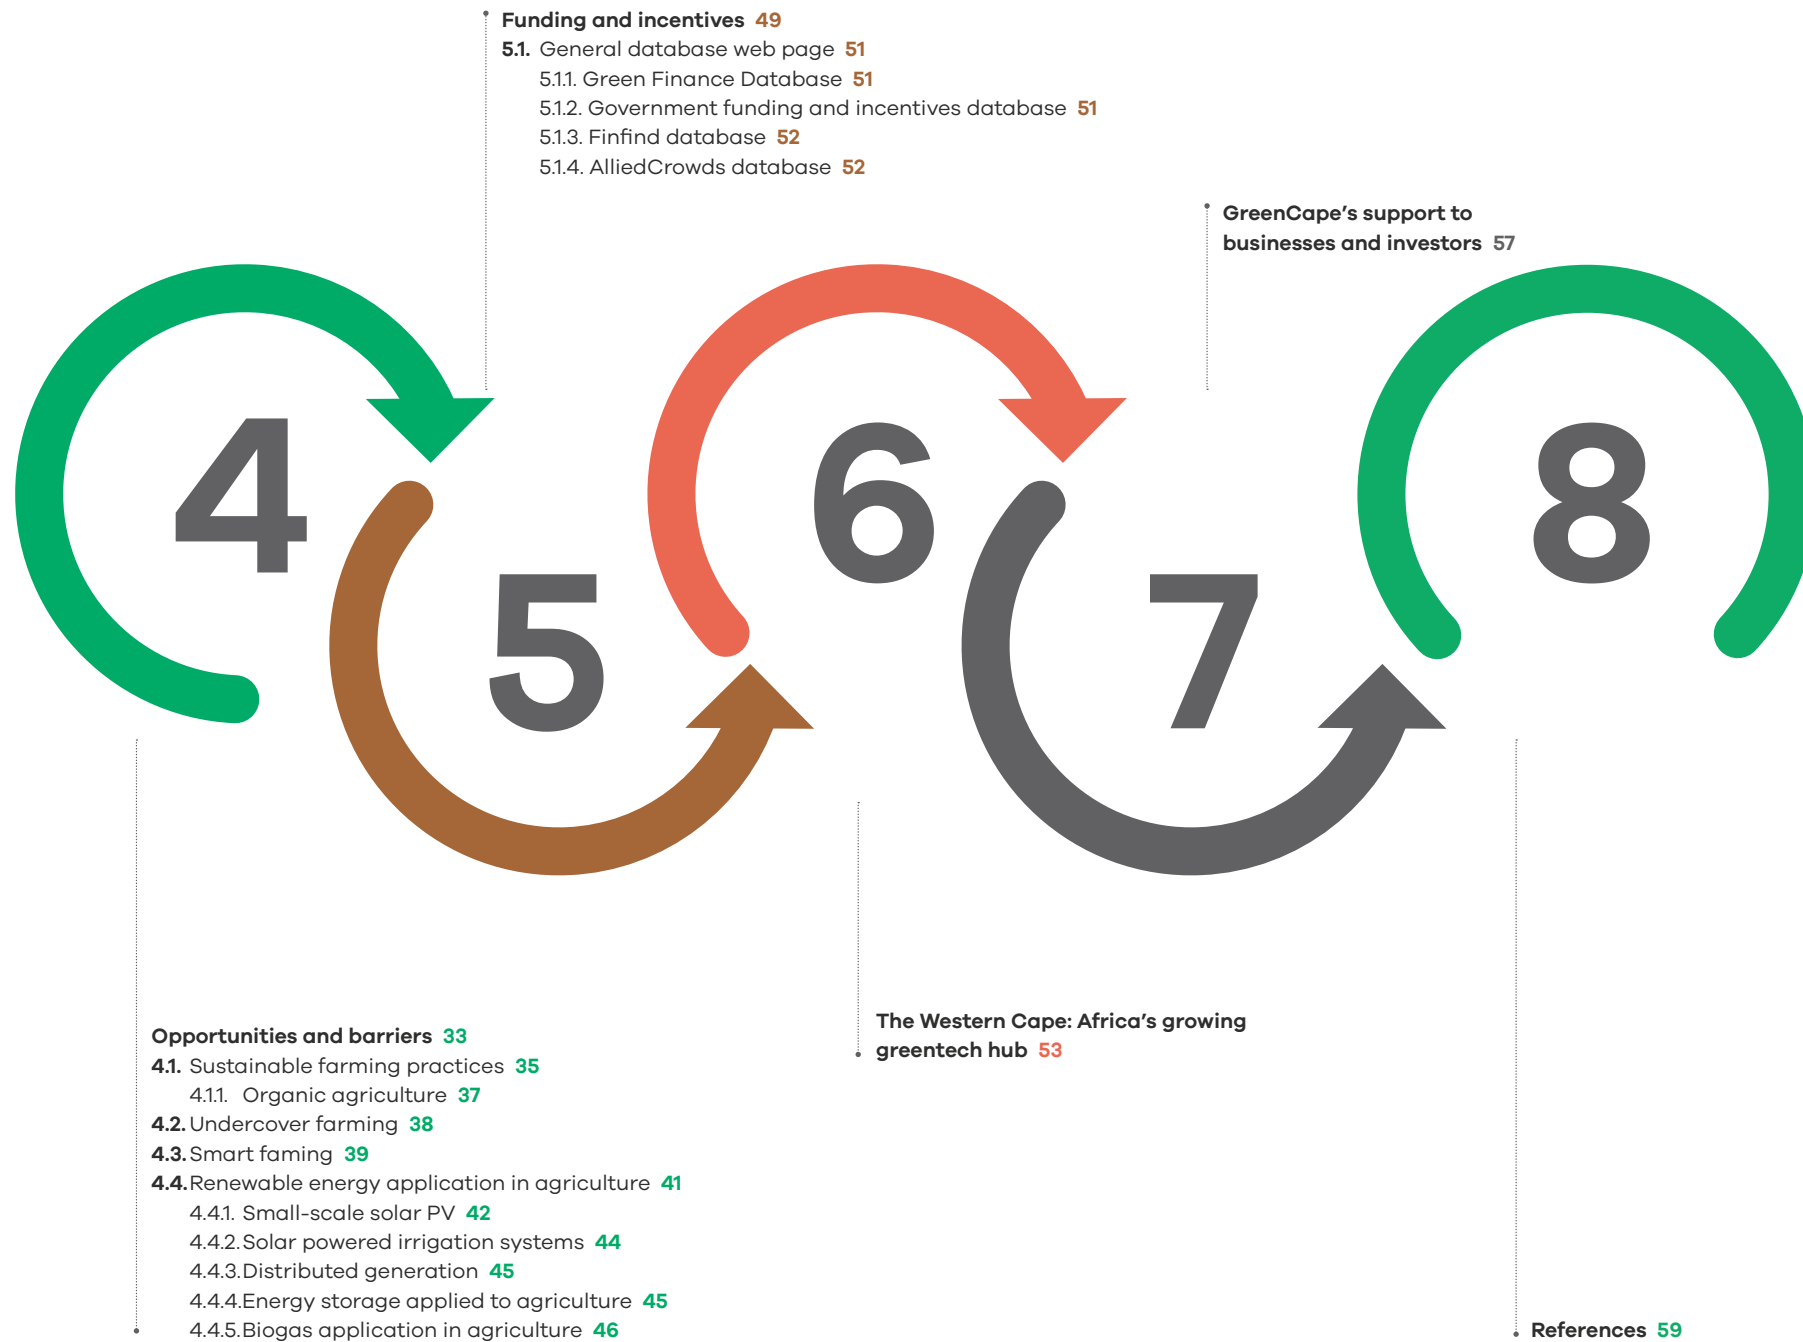 Funding and incentives 49
5.1. General database web page 51
5.1.1. Green Finance Database 51
5.1.2. Government funding and incentives database 51
5.1.3. Finfind database 52
5.1.4. AlliedCrowds database 52
GreenCape's support to
businesses and investors 57
4
5
6
7
8
Opportunities and barriers 33
4.1. Sustainable farming practices 35
4.1.1. Organic agriculture 37
4.2. Undercover farming 38
4.3. Smart faming 39
4.4. Renewable energy application in agriculture 41
4.4.1. Small-scale solar PV 42
4.4.2. Solar powered irrigation systems 44
4.4.3. Distributed generation 45
4.4.4. Energy storage applied to agriculture 45
4.4.5. Biogas application in agriculture 46
The Western Cape: Africa's growing
greentech hub 53
References 59